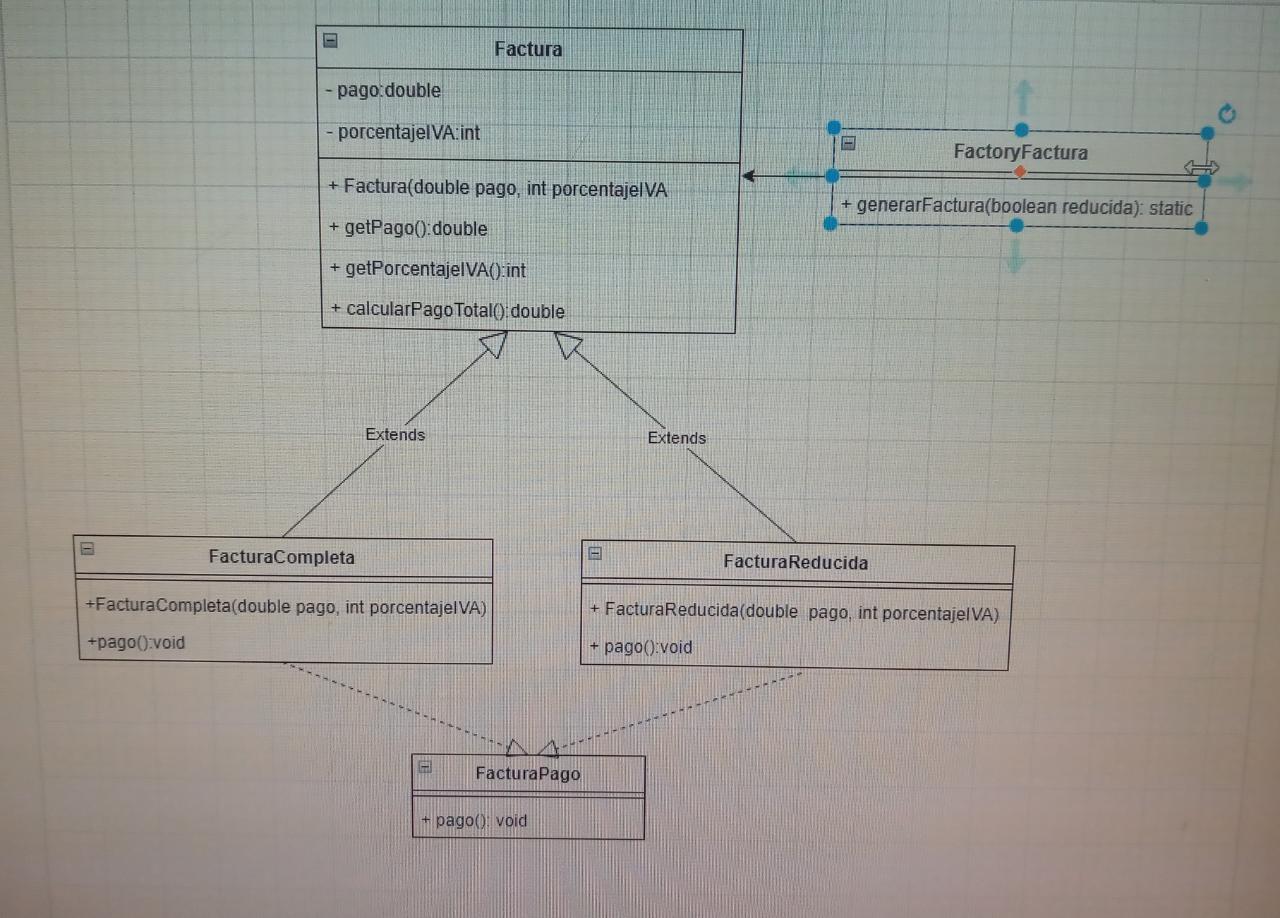 Factura
- pago:double
- porcentajeIVA:int
+ Factura(double pago, int porcentajeIVA
+ getPago():double
+ getPorcentajeIVA():int
+ calcularPagoTotal():double
FactoryFactura
+ generarFactura(boolean reducida): static
Extends
Extends
FacturaCompleta
+FacturaCompleta(double pago, int porcentajeIVA)
+pago():void
FacturaReducida
+ FacturaReducida(double pago, int porcentajeIVA)
+ pago():void
FacturaPago
+ pago(): void